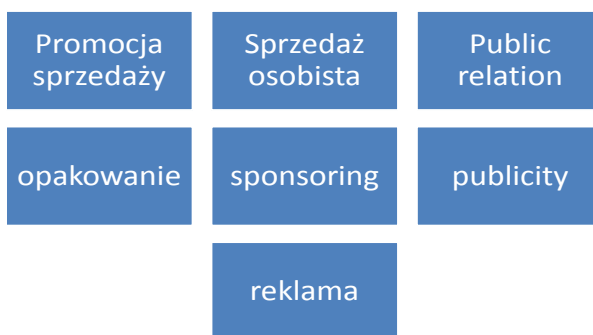 Promocja
sprzedaży
Sprzedaż
osobista
Public
relation
opakowanie
sponsoring
publicity
reklama